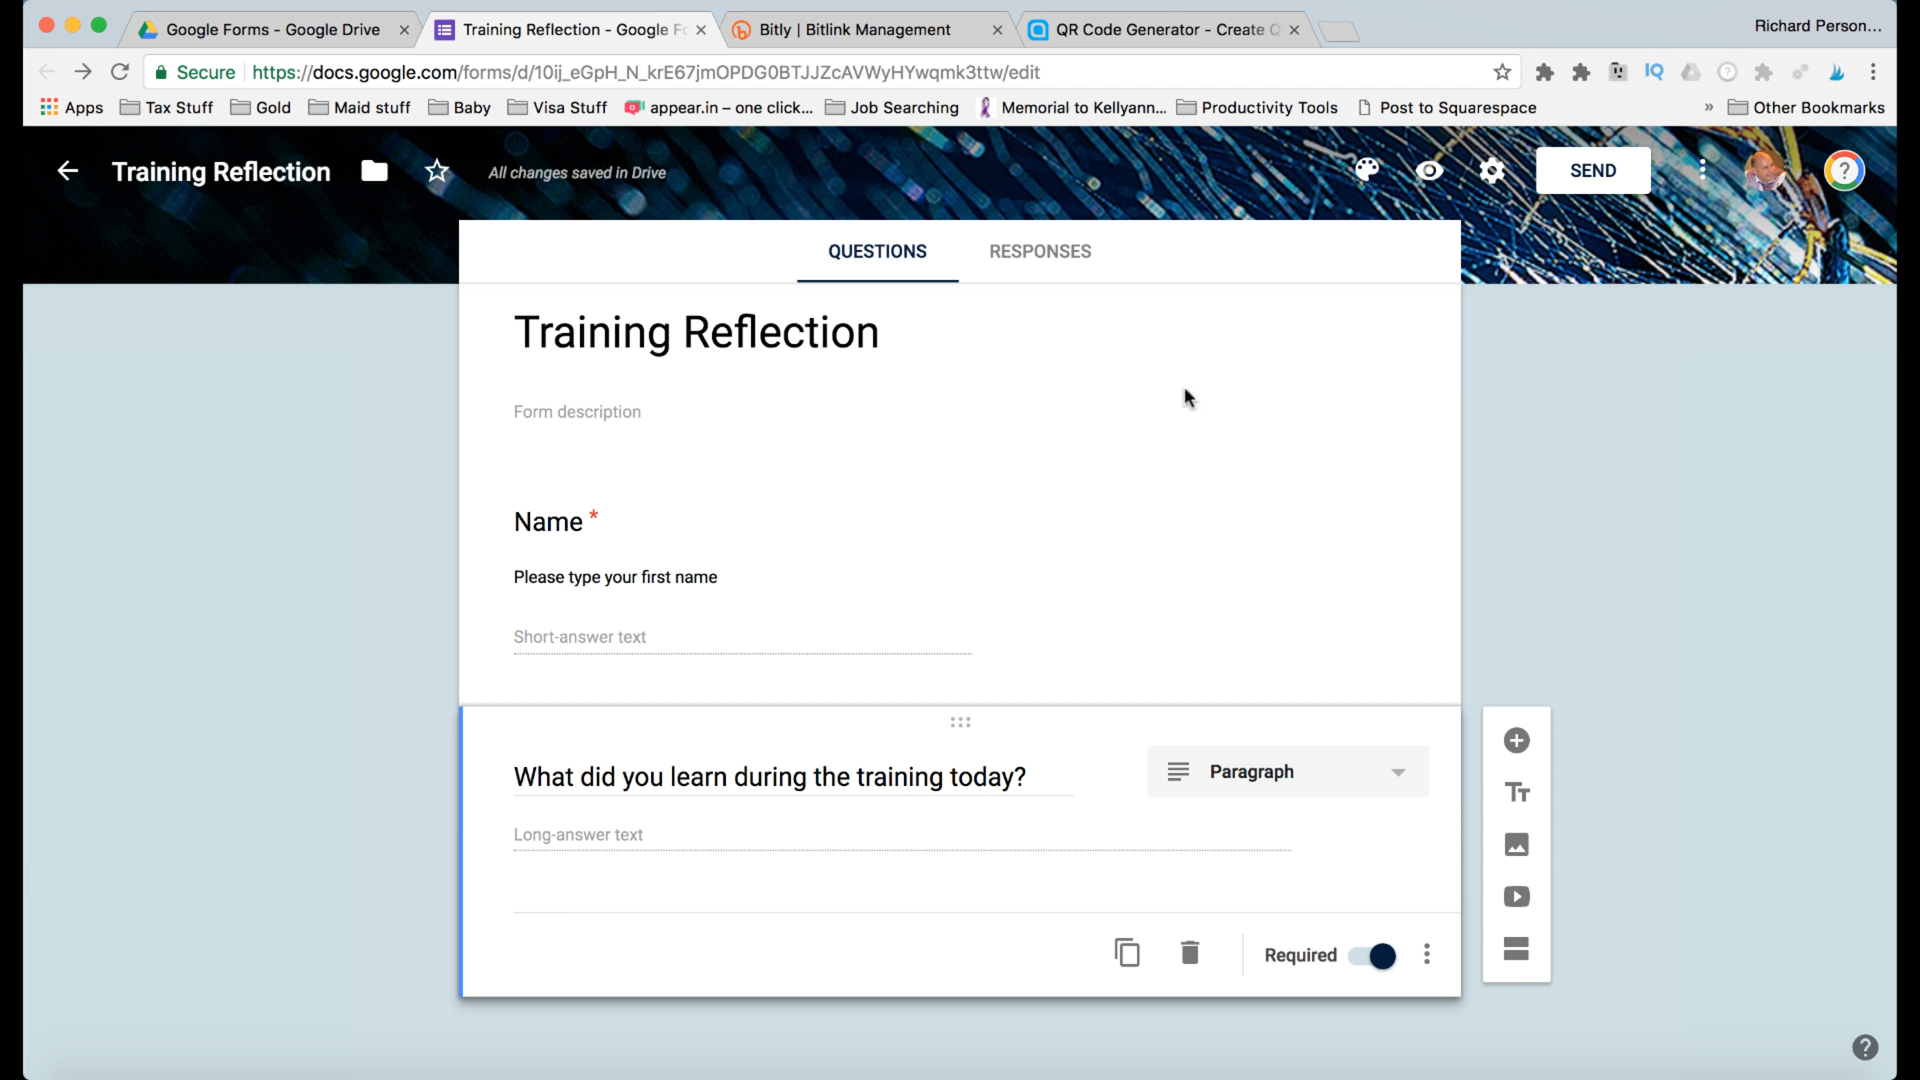 Google Forms - Google Drive
Training Reflection - Google Fo
Bitly | Bitlink Management
QR Code Generator - Create Q
Richard Person...
Secure
https://docs.google.com/forms/d/10ij_eGpH_N_krE67jmOPDG0BTJJZcAVWyHYwqmk3ttw/edit
IQ
Apps
Tax Stuff
Gold
Maid stuff
Baby
Visa Stuff
appear.in – one click...
Job Searching
Memorial to Kellyann...
Productivity Tools
Post to Squarespace
»
Other Bookmarks
Training Reflection
All changes saved in Drive
SEND
?
QUESTIONS
RESPONSES
Training Reflection
Form description
Name *
Please type your first name
Short-answer text
What did you learn during the training today?
Paragraph
Long-answer text
Tт
Required
?